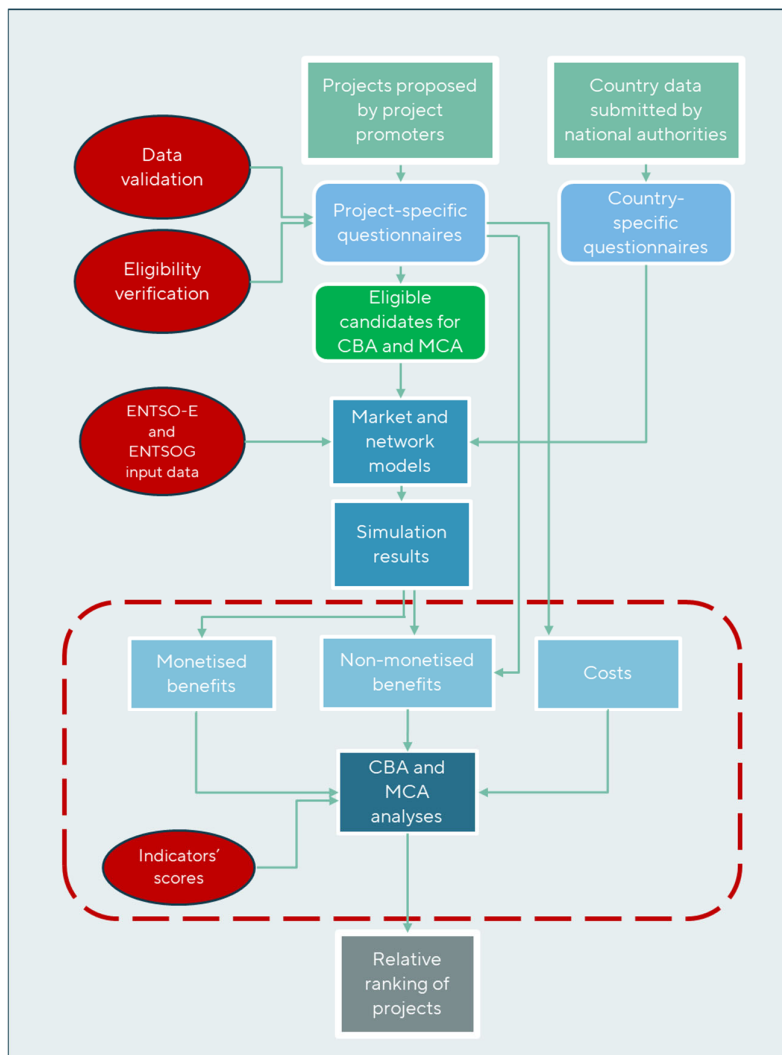 Projects proposed
by project
promoters
Country data
submitted by
national authorities
Data
validation
Project-specific
questionnaires
Country-
specific
questionnaires
Eligibility
verification
Eligible
candidates for
CBA and MCA
ENTSO-E
and
ENTSOG
input data
Market and
network
models
Simulation
results
Monetised
benefits
Non-monetised
benefits
Costs
CBA and
MCA
analyses
Indicators’
scores
Relative
ranking of
projects